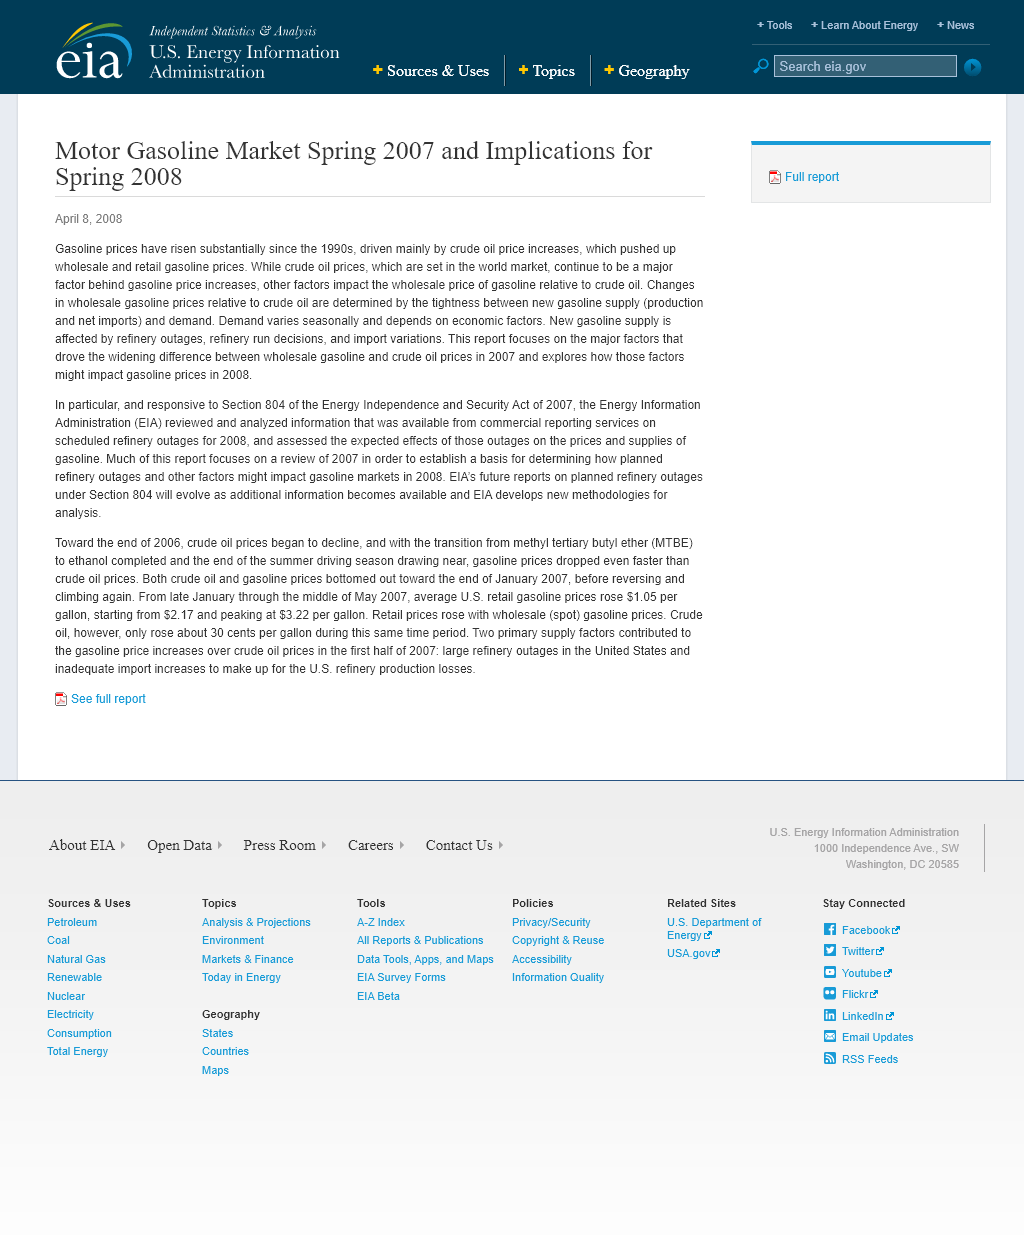 Independent Statistics & Analysis
eia
U.S. Energy Information
Administration
+ Sources & Uses
+ Topics
+ Geography
+ Tools
+ Learn About Energy
+ News
Search eia.gov
Motor Gasoline Market Spring 2007 and Implications for
Spring 2008
April 8, 2008
Gasoline prices have risen substantially since the 1990s, driven mainly by crude oil price increases, which pushed up
wholesale and retail gasoline prices. While crude oil prices, which are set in the world market, continue to be a major
factor behind gasoline price increases, other factors impact the wholesale price of gasoline relative to crude oil. Changes
in wholesale gasoline prices relative to crude oil are determined by the tightness between new gasoline supply (production
and net imports) and demand. Demand varies seasonally and depends on economic factors. New gasoline supply is
affected by refinery outages, refinery run decisions, and import variations. This report focuses on the major factors that
drove the widening difference between wholesale gasoline and crude oil prices in 2007 and explores how those factors
might impact gasoline prices in 2008.
In particular, and responsive to Section 804 of the Energy Independence and Security Act of 2007, the Energy Information
Administration (EIA) reviewed and analyzed information that was available from commercial reporting services on
scheduled refinery outages for 2008, and assessed the expected effects of those outages on the prices and supplies of
gasoline. Much of this report focuses on a review of 2007 in order to establish a basis for determining how planned
refinery outages and other factors might impact gasoline markets in 2008. EIA's future reports on planned refinery outages
under Section 804 will evolve as additional information becomes available and EIA develops new methodologies for
analysis.
Toward the end of 2006, crude oil prices began to decline, and with the transition from methyl tertiary butyl ether (MTBE)
to ethanol completed and the end of the summer driving season drawing near, gasoline prices dropped even faster than
crude oil prices. Both crude oil and gasoline prices bottomed out toward the end of January 2007, before reversing and
climbing again. From late January through the middle of May 2007, average U.S. retail gasoline prices rose $1.05 per
gallon, starting from $2.17 and peaking at $3.22 per gallon. Retail prices rose with wholesale (spot) gasoline prices. Crude
oil, however, only rose about 30 cents per gallon during this same time period. Two primary supply factors contributed to
the gasoline price increases over crude oil prices in the first half of 2007: large refinery outages in the United States and
inadequate import increases to make up for the U.S. refinery production losses.
See full report
Full report
About EIA
Open Data
Press Room
Careers
Contact Us
U.S. Energy Information Administration
1000 Independence Ave., SW
Washington, DC 20585
Sources & Uses
Petroleum
Coal
Natural Gas
Renewable
Nuclear
Electricity
Consumption
Total Energy
Topics
Analysis & Projections
Environment
Markets & Finance
Today in Energy
Geography
States
Countries
Maps
Tools
A-Z Index
All Reports & Publications
Data Tools, Apps, and Maps
EIA Survey Forms
EIA Beta
Policies
Privacy/Security
Copyright & Reuse
Accessibility
Information Quality
Related Sites
U.S. Department of
Energy
USA.gov
Stay Connected
Facebook
Twitter
Youtube
Flickr
LinkedIn
Email Updates
RSS Feeds